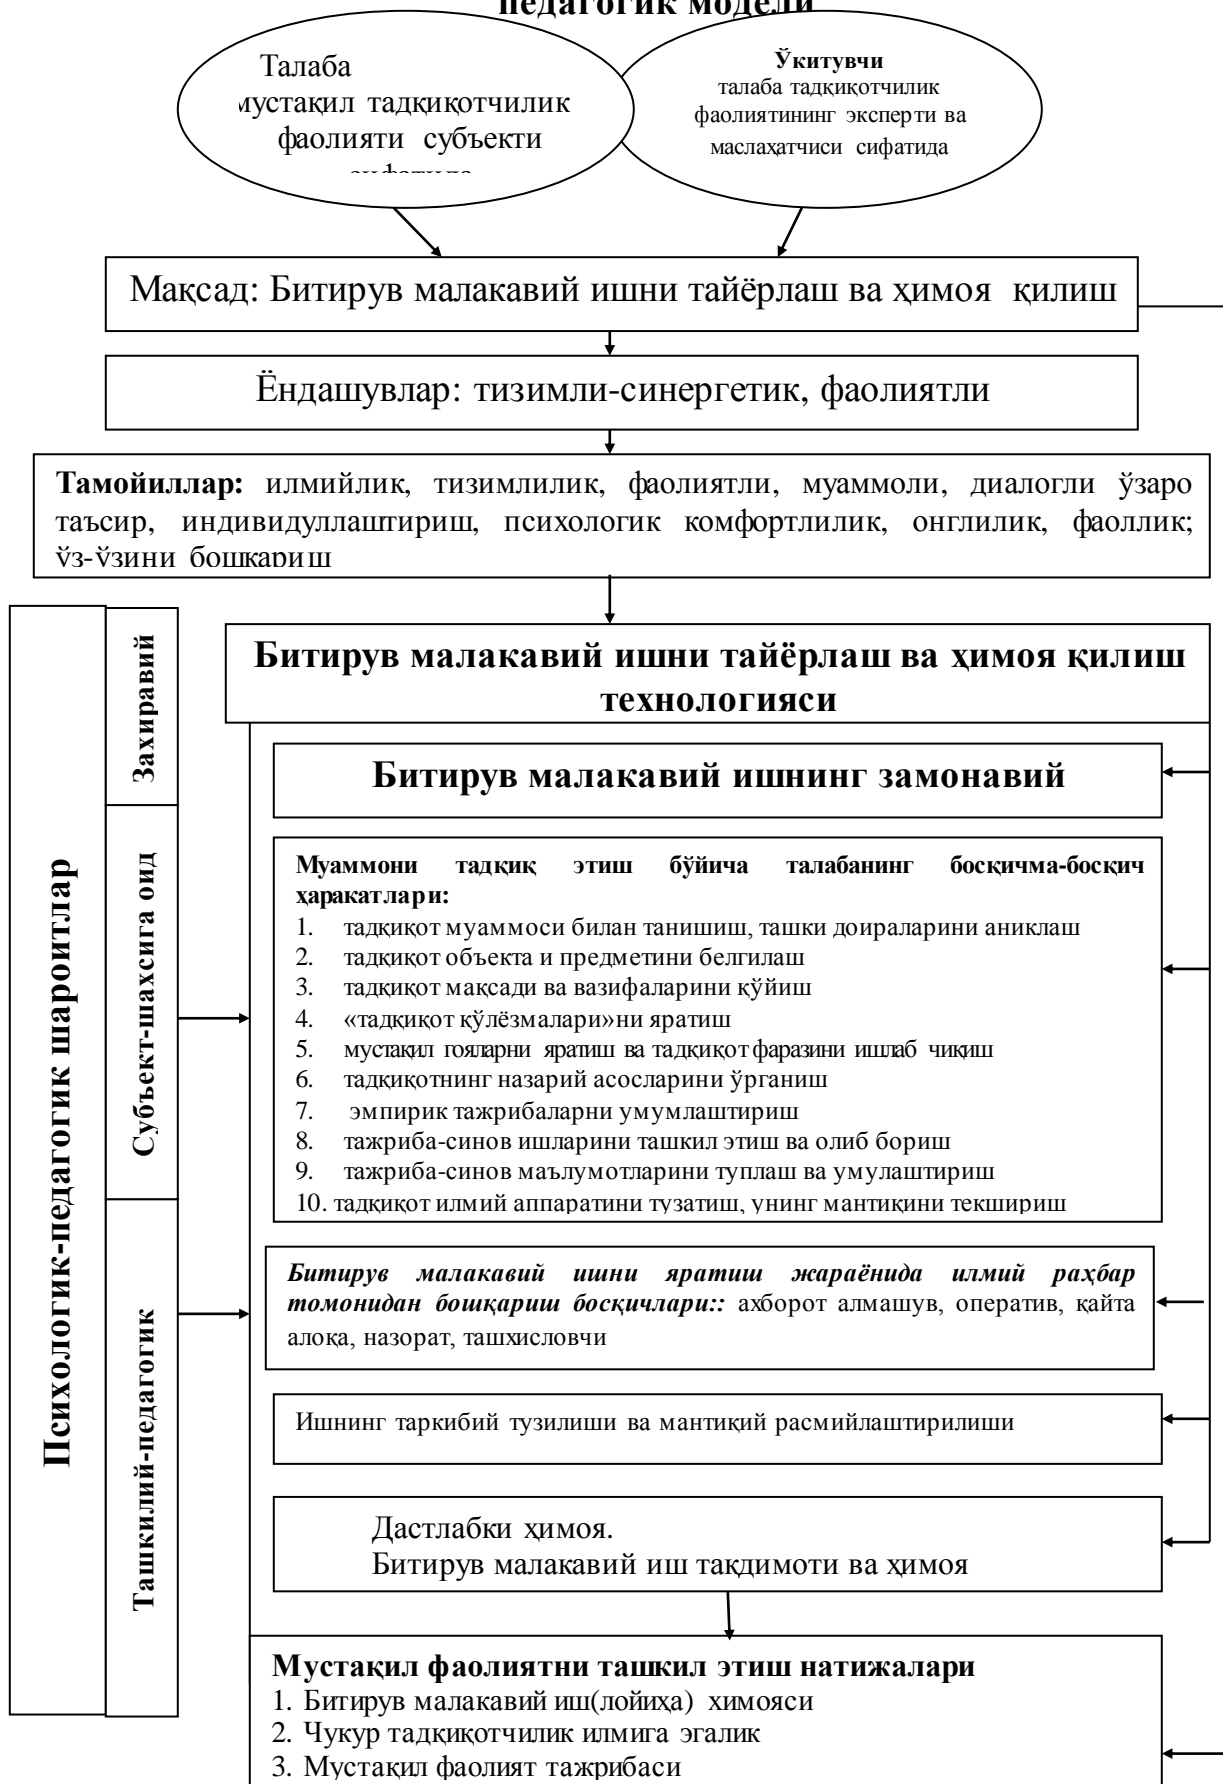 педагогик модели
Талаба
мустақил тадқиқотчилик
фаолияти субъекти
сифатида
Ўкитувчи
талаба тадқиқотчилик
фаолиятининг эксперти ва
маслаҳатчиси сифатида
Мақсад: Битирув малакавий ишни тайёрлаш ва ҳимоя қилиш
Ёндашувлар: тизимли-синергетик, фаолиятли
Тамойиллар: илмийлик, тизимлилик, фаолиятли, муаммоли, диалогли ўзаро
таъсир, индивидуллаштириш, психологик комфортлилик, онглилик, фаоллик;
ўз-ўзини бошқариш
Психологик-педагогик шароитлар
Захиравий
Субъект-шахсига оид
Ташкилий-педагогик
Битирув малакавий ишни тайёрлаш ва ҳимоя қилиш
технологияси
Битирув малакавий ишнинг замонавий
Муаммони тадқиқ этиш бўйича талабанинг босқичма-босқич
ҳаракатлари:
1. тадқиқот муаммоси билан танишиш, ташки доираларини аниклаш
2. тадқиқот объекта и предметини белгилаш
3. тадқиқот мақсади ва вазифаларини қўйиш
4. «тадқиқот қўлёзмалари»ни яратиш
5. мустақил гояларни яратиш ва тадқиқот фаразини ишлаб чиқиш
6. тадқиқотнинг назарий асосларини ўрганиш
7. эмпирик тажрибаларни умумлаштириш
8. тажриба-синов ишларини ташкил этиш ва олиб бориш
9. тажриба-синов маълумотларини туплаш ва умулаштириш
10. тадқиқот илмий аппаратини тузатиш, унинг мантиқини текшириш
Битирув малакавий ишни яратиш жараёнида илмий раҳбар
томонидан бошқариш босқичлари:: ахборот алмашув, оператив, қайта
алоқа, назорат, ташхисловчи
Ишнинг таркибий тузилиши ва мантиқий расмийлаштирилиши
Дастлабки ҳимоя.
Битирув малакавий иш тақдимоти ва ҳимоя
Мустақил фаолиятни ташкил этиш натижалари
1. Битирув малакавий иш(лойиҳа) химояси
2. Чукур тадқиқотчилик илмига эгалик
3. Мустақил фаолият тажрибаси